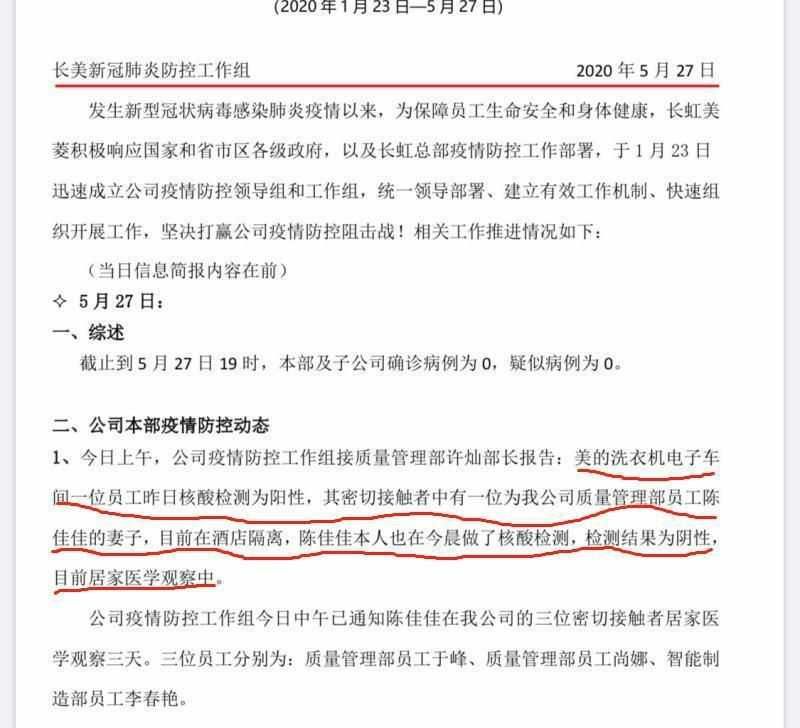 (2020 年 1 月 23 日—5 月 27 日)
长美新冠肺炎防控工作组 2020 年 5 月 27 日
发生新型冠状病毒感染肺炎疫情以来，为保障员工生命安全和身体健康，长虹美
菱积极响应国家和省市区各级政府，以及长虹总部疫情防控工作部署，于 1 月 23 日
迅速成立公司疫情防控领导组和工作组，统一领导部署、建立有效工作机制、快速组
织开展工作，坚决打赢公司疫情防控阻击战！相关工作推进情况如下：
（当日信息简报内容在前）
✧ 5 月 27 日：
一、综述
截止到 5 月 27 日 19 时，本部及子公司确诊病例为 0，疑似病例为 0。
二、公司本部疫情防控动态
1、今日上午，公司疫情防控工作组接质量管理部许灿部长报告：美的洗衣机电子车
间一位员工昨日核酸检测为阳性，其密切接触者中有一位为我公司质量管理部员工陈
佳佳的妻子，目前在酒店隔离，陈佳佳本人也在今晨做了核酸检测，检测结果为阴性，
目前居家医学观察中。
公司疫情防控工作组今日中午已通知陈佳佳在我公司的三位密切接触者居家医
学观察三天。三位员工分别为：质量管理部员工于峰、质量管理部员工尚娜、智能制
造部员工李春艳。